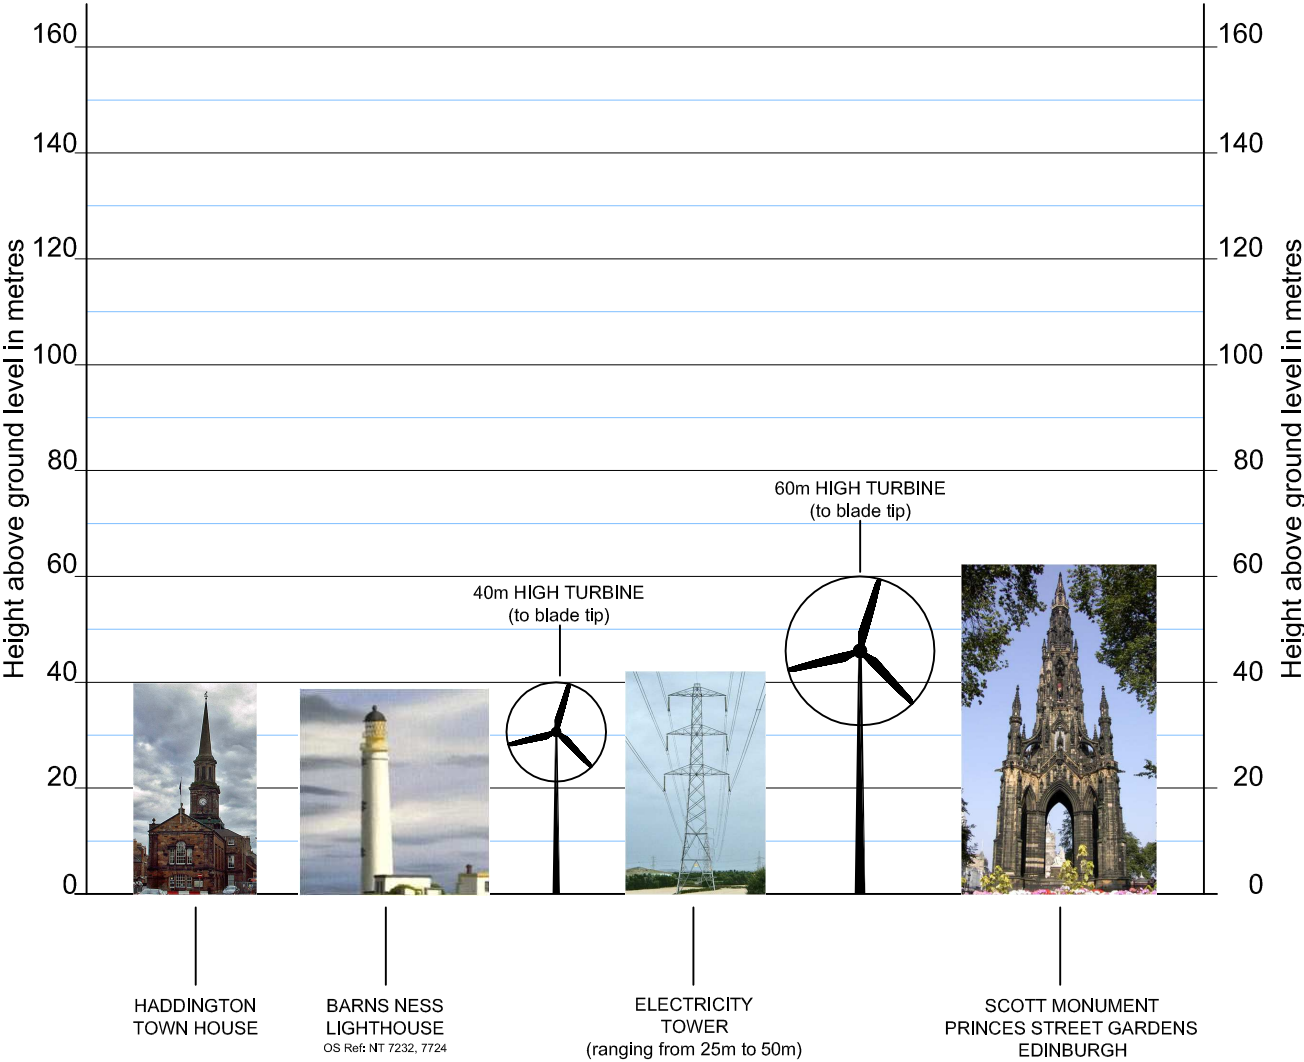 160
140
120
100
80
60
40
20
0
Height above ground level in metres
60m HIGH TURBINE
(to blade tip)
40m HIGH TURBINE
(to blade tip)
160
140
120
100
80
60
40
20
0
Height above ground level in metres
HADDINGTON
TOWN HOUSE
BARNS NESS
LIGHTHOUSE
OS Ref: NT 7232, 7724
ELECTRICITY
TOWER
(ranging from 25m to 50m)
SCOTT MONUMENT
PRINCES STREET GARDENS
EDINBURGH